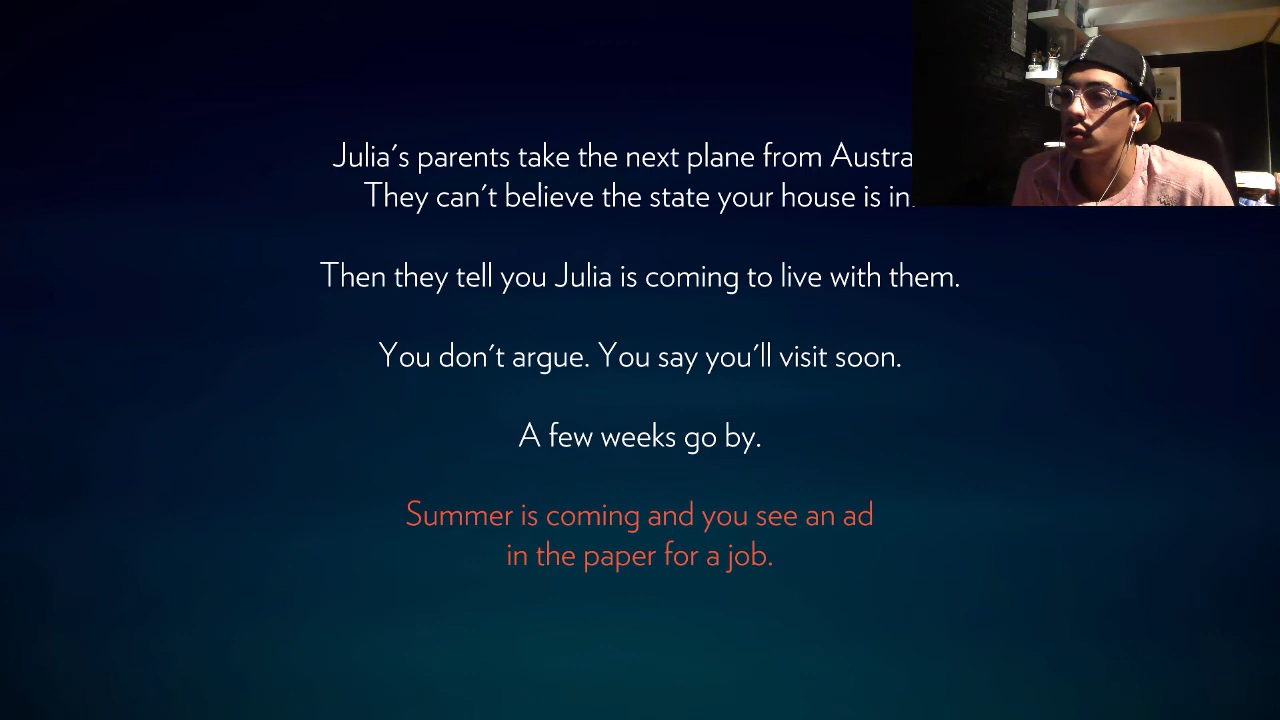 Julia's parents take the next plane from
They can't believe the state your house is in.
Then they tell you Julia is coming to live with them.
You don't argue. You say you'll visit soon.
A few weeks go by.
Summer is coming and you see an ad
in the paper for a job.